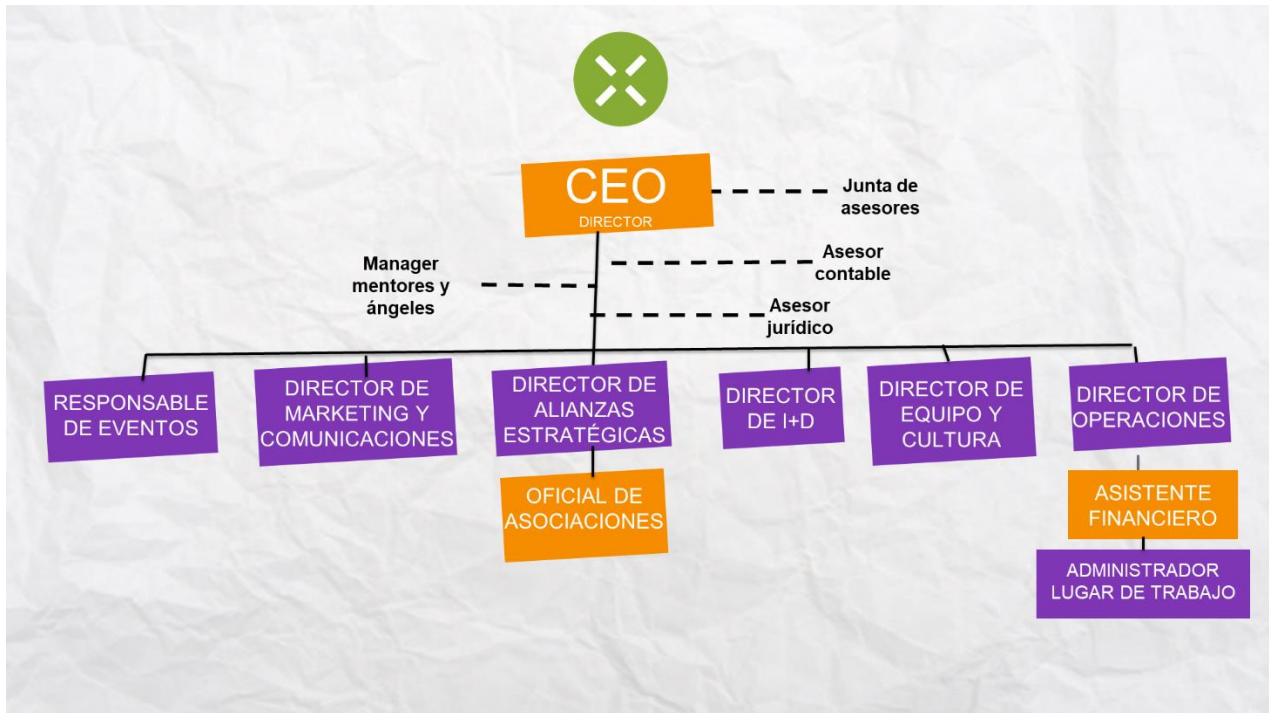 CEO
DIRECTOR
Junta de
asesores
Asesor
contable
Manager
mentores y
ángeles
Asesor
jurídico
RESPONSABLE
DE EVENTOS
DIRECTOR DE
MARKETING Y
COMUNICACIONES
DIRECTOR DE
ALIANZAS
ESTRATÉGICAS
DIRECTOR
DE I+D
DIRECTOR DE
EQUIPO Y
CULTURA
DIRECTOR DE
OPERACIONES
OFICIAL DE
ASOCIACIONES
ASISTENTE
FINANCIERO
ADMINISTRADOR
LUGAR DE TRABAJO